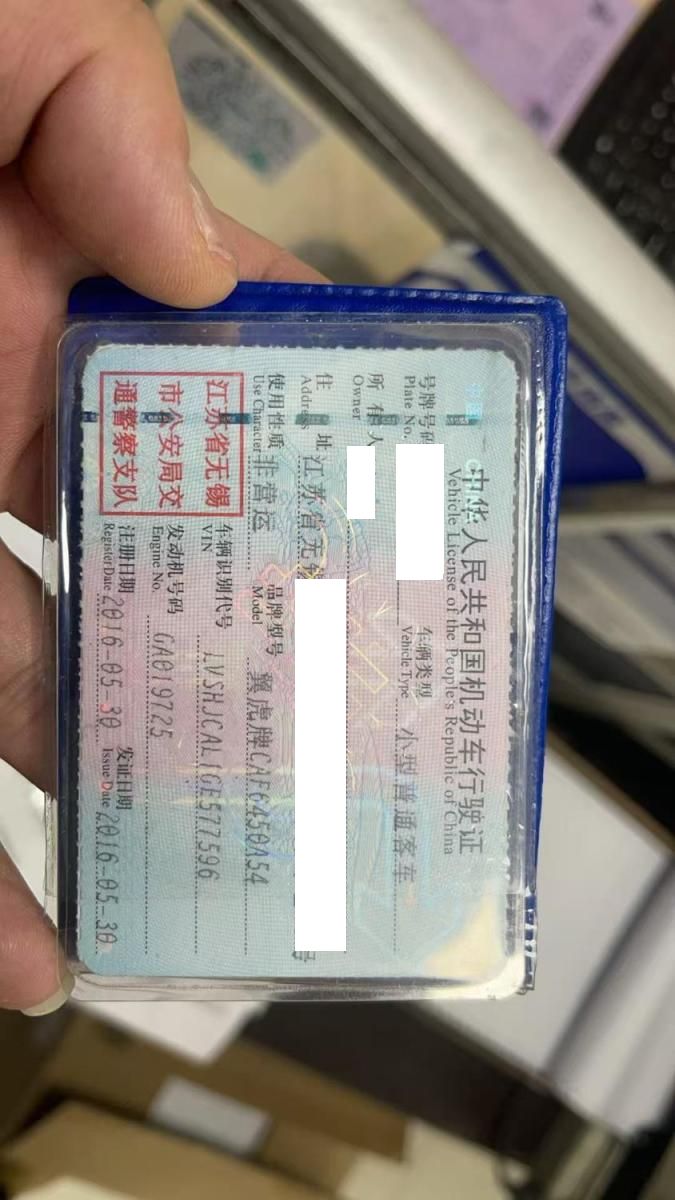 中华人民共和国机动车行驶证
Vehicle License of the People's Republic of China
号牌号码
Plate No.
车辆类型 小型普通客车
Vehicle Type
所有人
Owner
住址 江苏省无锡
Address
号
使用性质 非营运
Use Character
品牌型号 翼虎牌CAF6450A54
Model
江苏省无锡
市公安局交
通警察支队
车辆识别代号 LVSHJCAL1GE577596
VIN
发动机号码 GA019725
Engine No.
注册日期 2016-05-30
Register Date
发证日期 2016-05-30
Issue Date